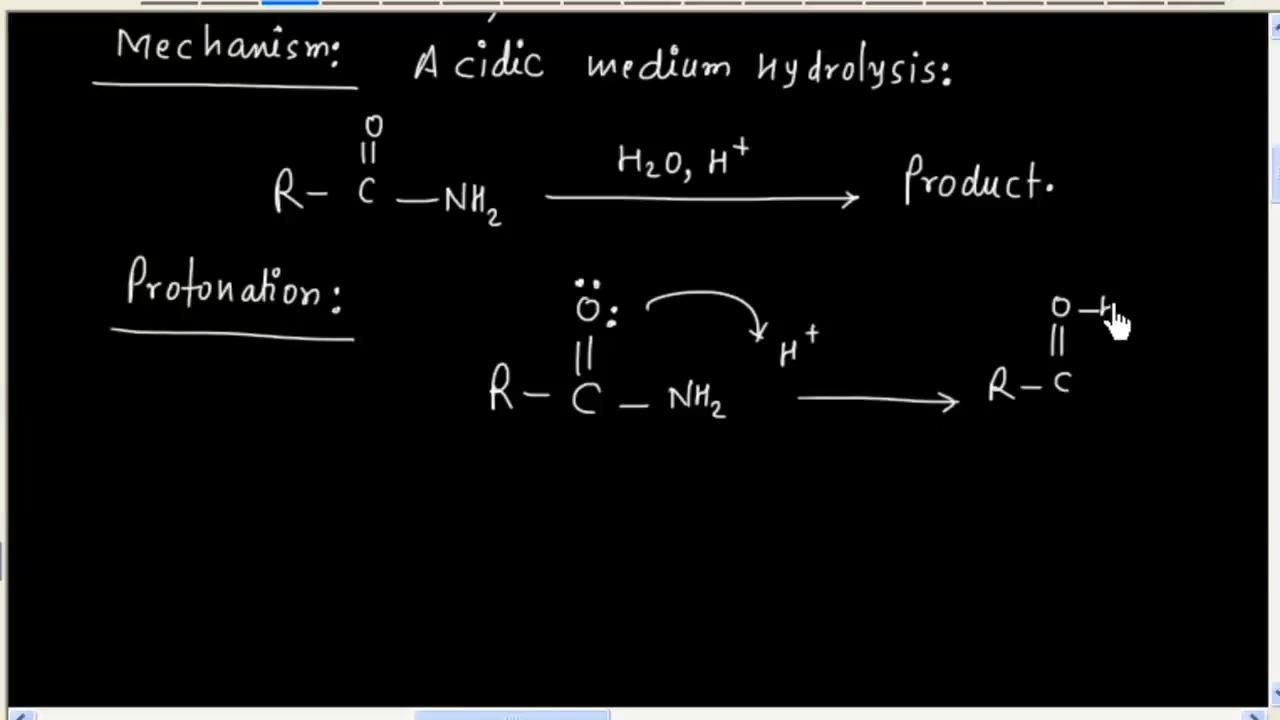 Mechanism: Acidic medium Hydrolysis:
O
||
R- C -NH2 H2O, H+ Product.
Protonation:
O: O-H
|| H+ ||
R- C - NH2 R-C